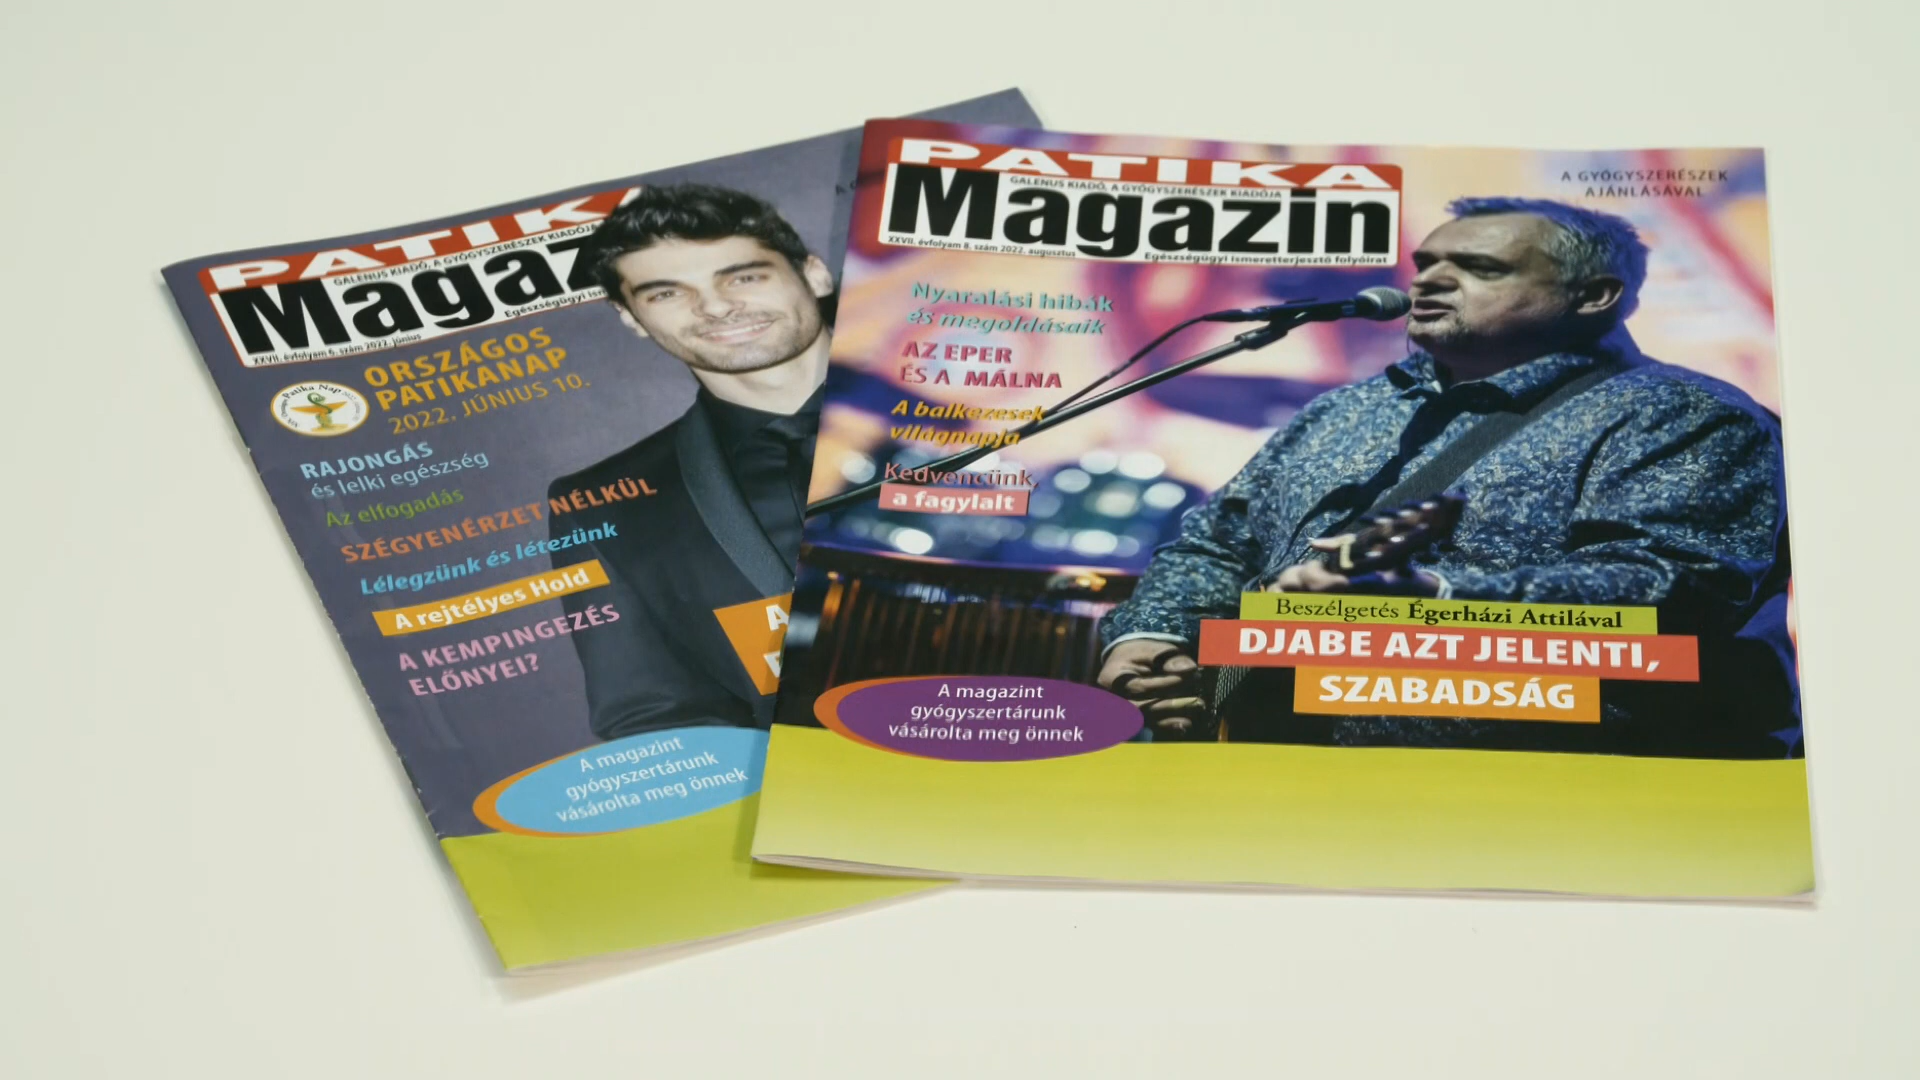 PATIKA
GALENUS KIADÓ, A GYÓGYSZERÉSZEK KIADÓJA
Magaz
Egészségügyi
XXVII. évfolyam 6. szám 2022. június
ORSZÁGOS
PATIKANAP
2022. JÚNIUS 10.
Patika Nap
RAJONGÁS
és lelki egészség
Az elfogadás
SZÉGYENÉRZET NÉLKÜL
Lélegzünk és létezünk
A rejtélyes Hold
A KEMPINGEZÉS
ELŐNYEI?
A magazint
gyógyszertárunk
vásárolta meg önnek
PATIKA
GALENUS KIADÓ, A GYÓGYSZERÉSZEK KIADÓJA
Magazin
XXVII. évfolyam 8. szám 2022. augusztus
Egészségügyi ismeretterjesztő folyóirat
A GYÓGYSZERÉSZEK
AJÁNLÁSÁVAL
Nyaralási hibák
és megoldásaik
AZ EPER
ÉS A MÁLNA
A balkezesek
világnapja
Kedvencünk,
a fagylalt
Beszélgetés Égerházi Attilával
DJABE AZT JELENTI,
SZABADSÁG
A magazint
gyógyszertárunk
vásárolta meg önnek